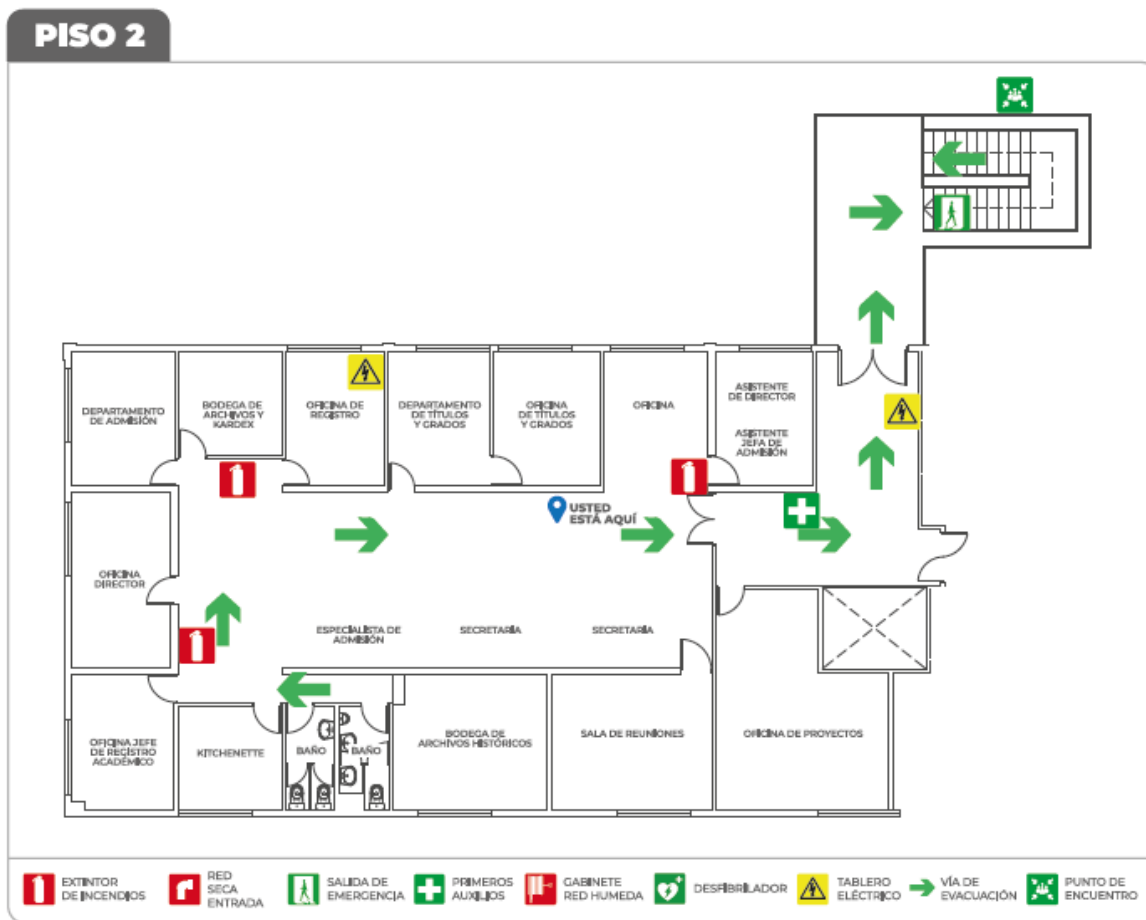 PISO 2
DEPARTAMENTO
DE ADMISIÓN
BODEGA DE
ARCHIVOS Y
KARDEX
OFICINA DE
REGISTRO
DEPARTAMENTO
DE TÍTULOS
Y GRADOS
OFICINA
DE TÍTULOS
Y GRADOS
OFICINA
ASISTENTE
DE DIRECTOR
ASISTENTE
JEFA DE
ADMISIÓN
USTED
ESTÁ AQUÍ
OFICINA
DIRECTOR
ESPECIALISTA DE
ADMISIÓN
SECRETARÍA
SECRETARÍA
OFICINA JEFE
DE REGISTRO
ACADÉMICO
KITCHENETTE
BAÑO
BAÑO
BODEGA DE
ARCHIVOS HISTÓRICOS
SALA DE REUNIONES
OFICINA DE PROYECTOS
EXTINTOR
DE INCENDIOS
RED
SECA
ENTRADA
SALIDA DE
EMERGENCIA
PRIMEROS
AUXILIOS
GABINETE
RED HUMEDA
DESFIBRILADOR
TABLERO
ELÉCTRICO
VÍA DE
EVACUACIÓN
PUNTO DE
ENCUENTRO